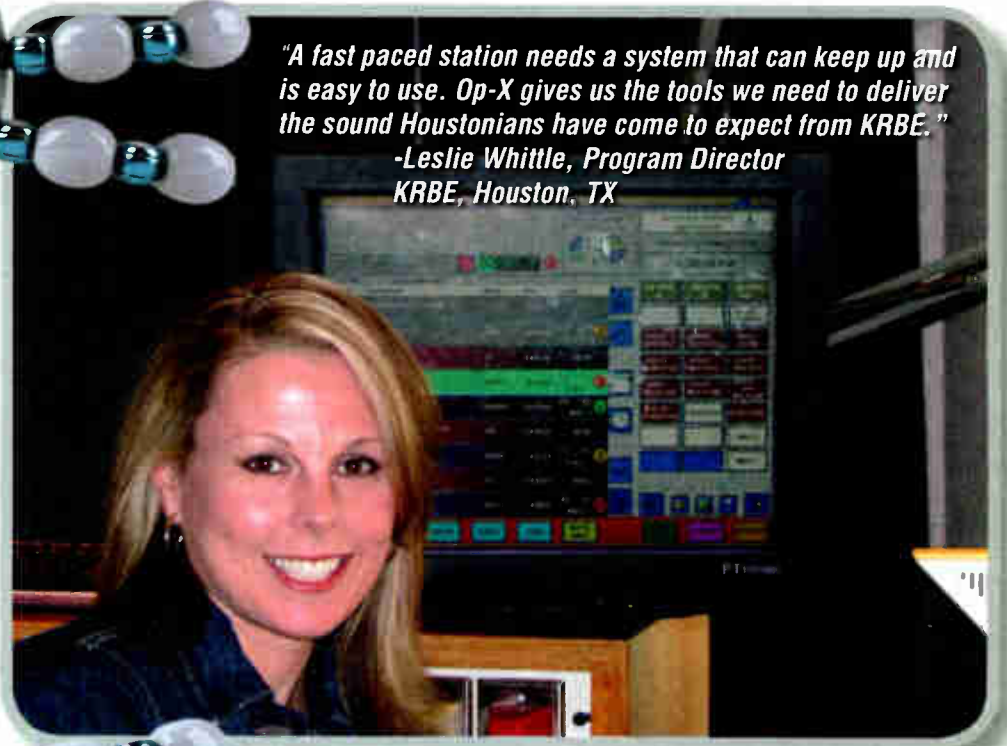 "A fast paced station needs a system that can keep up and
is easy to use. Op-X gives us the tools we need to deliver
the sound Houstonians have come to expect from KRBE."
-Leslie Whittle, Program Director
KRBE, Houston, TX